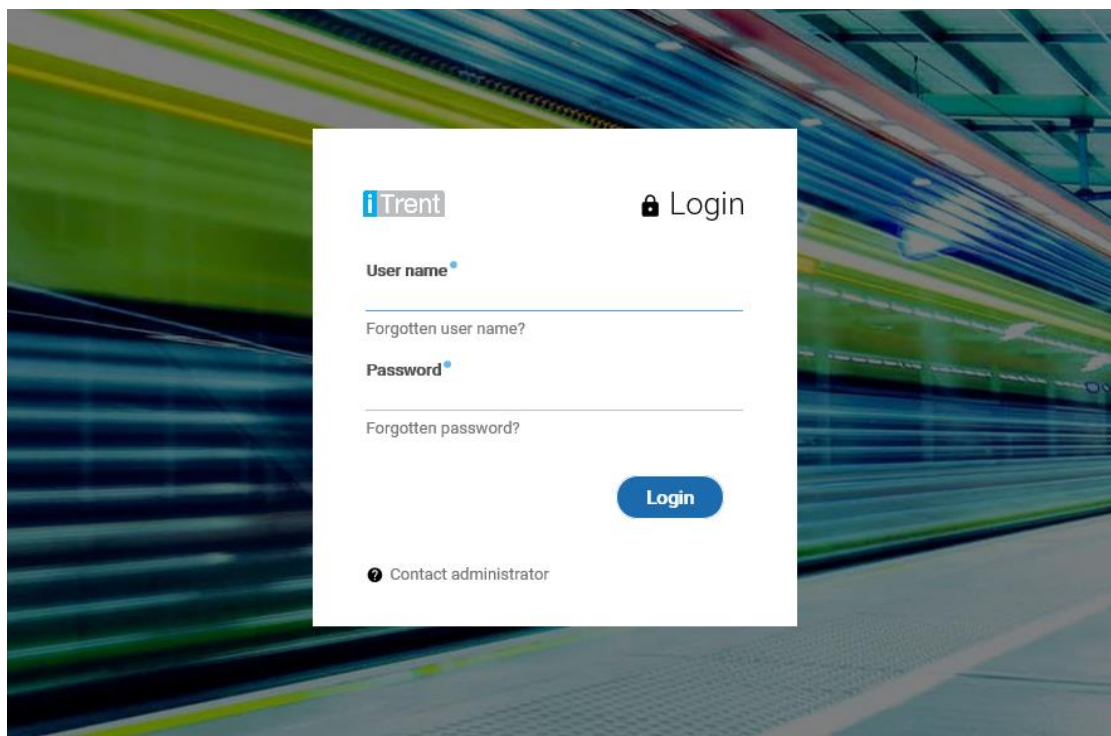 iTrent
Login
User name
Forgotten user name?
Password
Forgotten password?
Login
Contact administrator